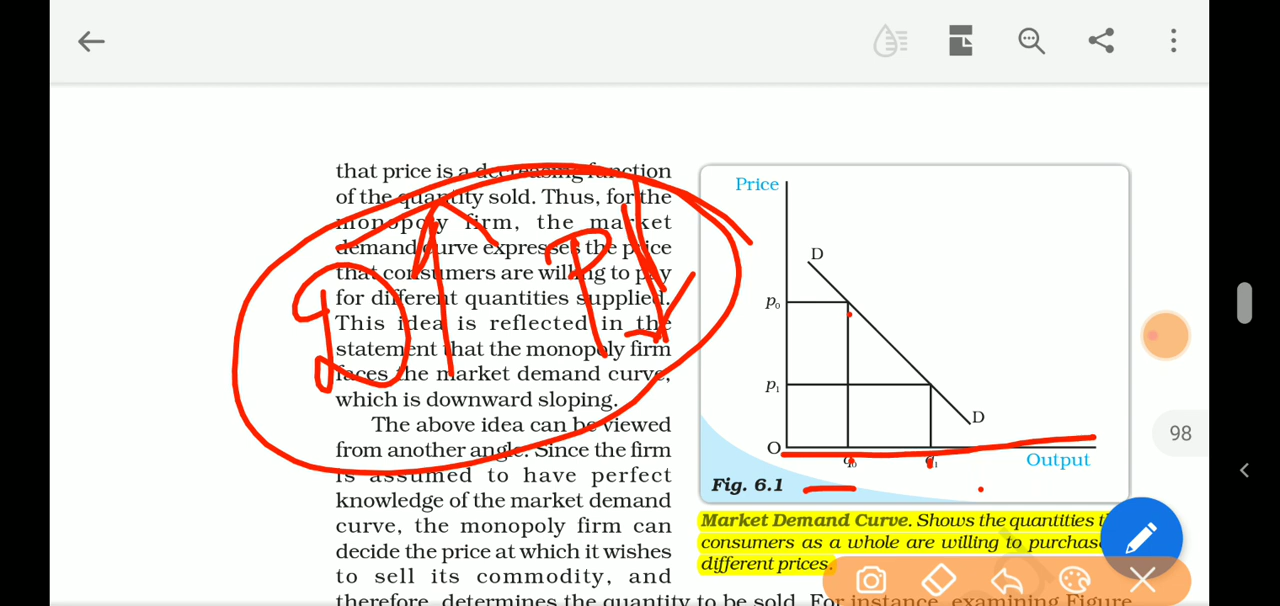 that price is a decreasing function
of the quantity sold. Thus, for the
monopoly firm, the market
demand curve expresses the price
that consumers are willing to pay
for different quantities supplied.
This idea is reflected in the
statement that the monopoly firm
faces the market demand curve,
which is downward sloping.
The above idea can be viewed
from another angle. Since the firm
is assumed to have perfect
knowledge of the market demand
curve, the monopoly firm can
decide the price at which it wishes
to sell its commodity, and
therefore, determines the quantity to be sold. For instance, examining Figure
D P
Price
D
p₀
p₁
D
O
q₀ q₁
Output
Fig. 6.1
Market Demand Curve. Shows the quantities
consumers as a whole are willing to purchase
different prices.
98